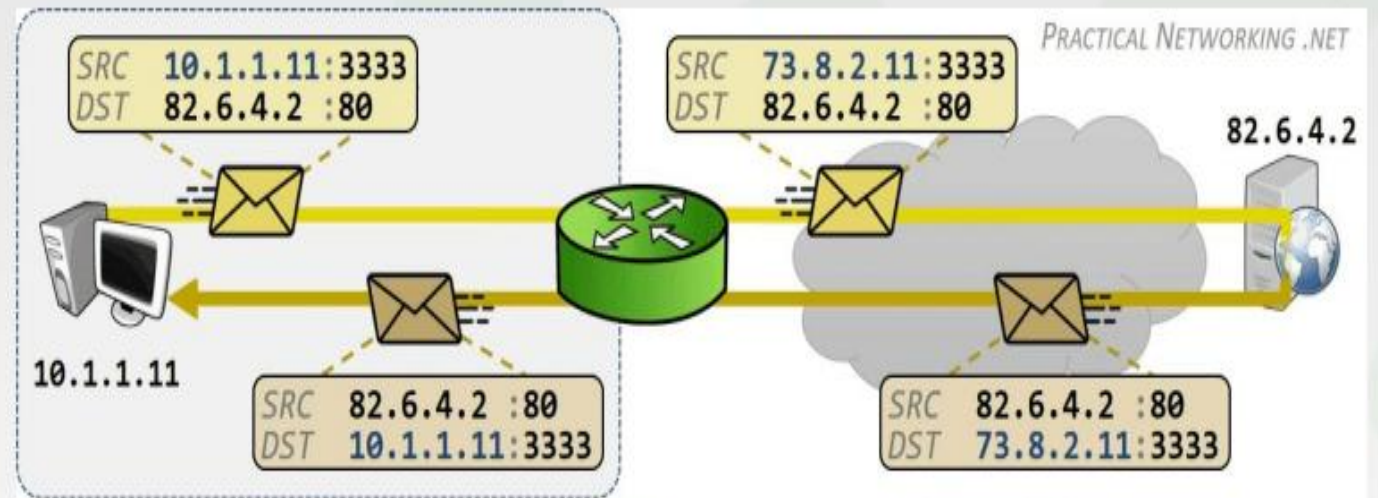 PRACTICAL NETWORKING .NET
SRC 10.1.1.11:3333
DST 82.6.4.2 :80
SRC 73.8.2.11:3333
DST 82.6.4.2 :80
82.6.4.2
10.1.1.11
SRC 82.6.4.2 :80
DST 10.1.1.11:3333
SRC 82.6.4.2 :80
DST 73.8.2.11:3333